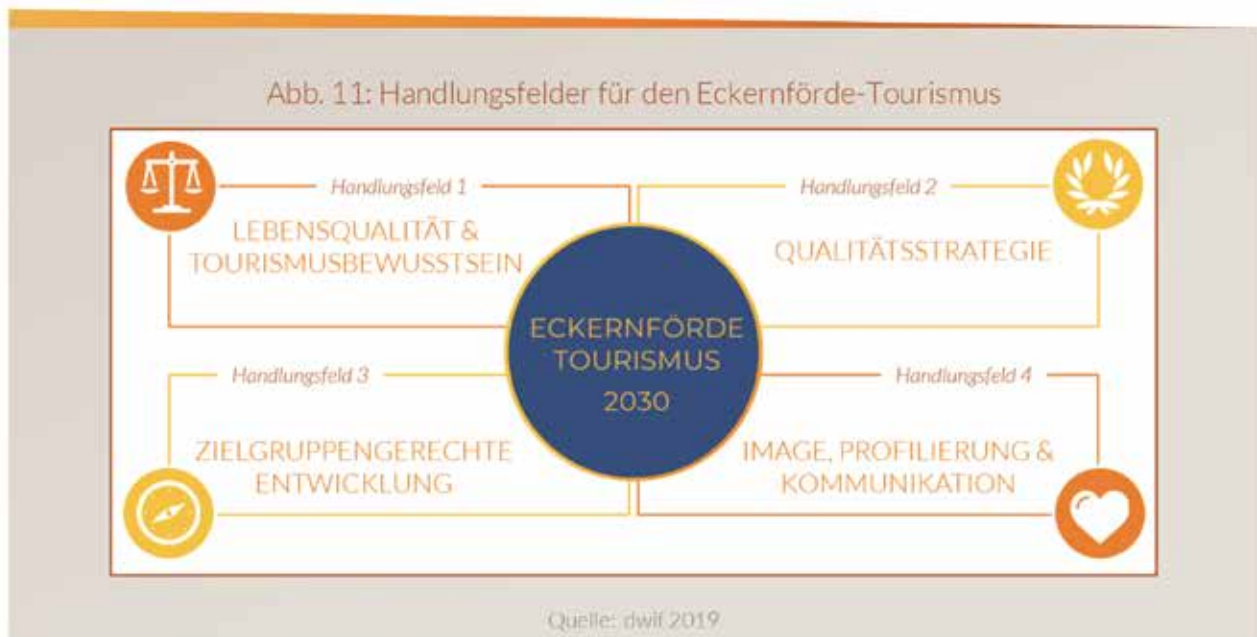 Abb. 11: Handlungsfelder für den Eckernförde-Tourismus
Handlungsfeld 1
LEBENSQUALITÄT &
TOURISMUSBEWUSSTSEIN
Handlungsfeld 2
QUALITÄTSSTRATEGIE
ECKERNFÖRDE
TOURISMUS
2030
Handlungsfeld 3
ZIELGRUPPENGERECHTE
ENTWICKLUNG
Handlungsfeld 4
IMAGE, PROFILIERUNG &
KOMMUNIKATION
Quelle: dwif 2019